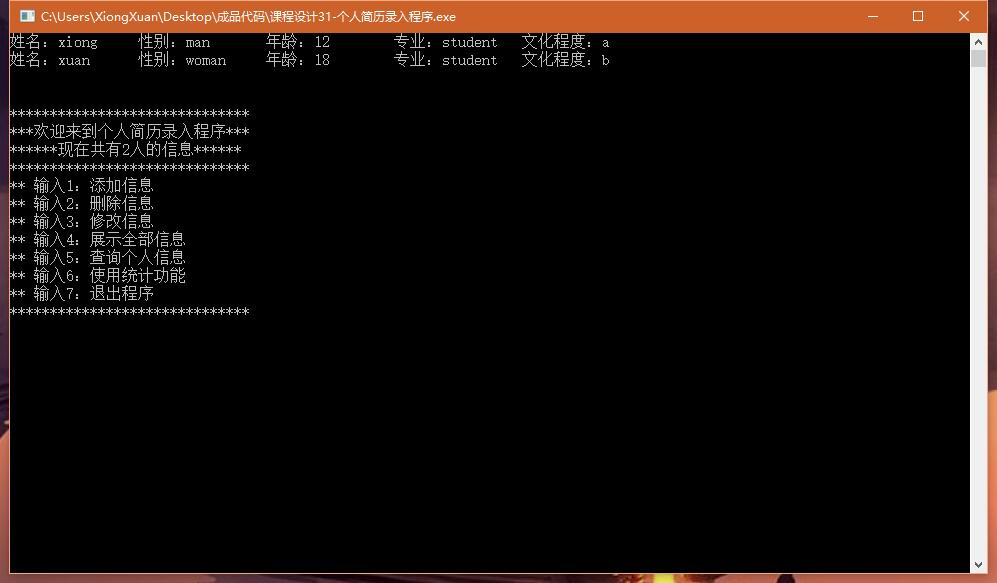 C:\Users\XiongXuan\Desktop\成品代码\课程设计31-个人简历录入程序.exe
姓名：xiong 性别：man 年龄：12 专业：student 文化程度：a
姓名：xuan 性别：woman 年龄：18 专业：student 文化程度：b
******************************
***欢迎来到个人简历录入程序***
******现在共有2人的信息******
******************************
** 输入1：添加信息
** 输入2：删除信息
** 输入3：修改信息
** 输入4：展示全部信息
** 输入5：查询个人信息
** 输入6：使用统计功能
** 输入7：退出程序
******************************